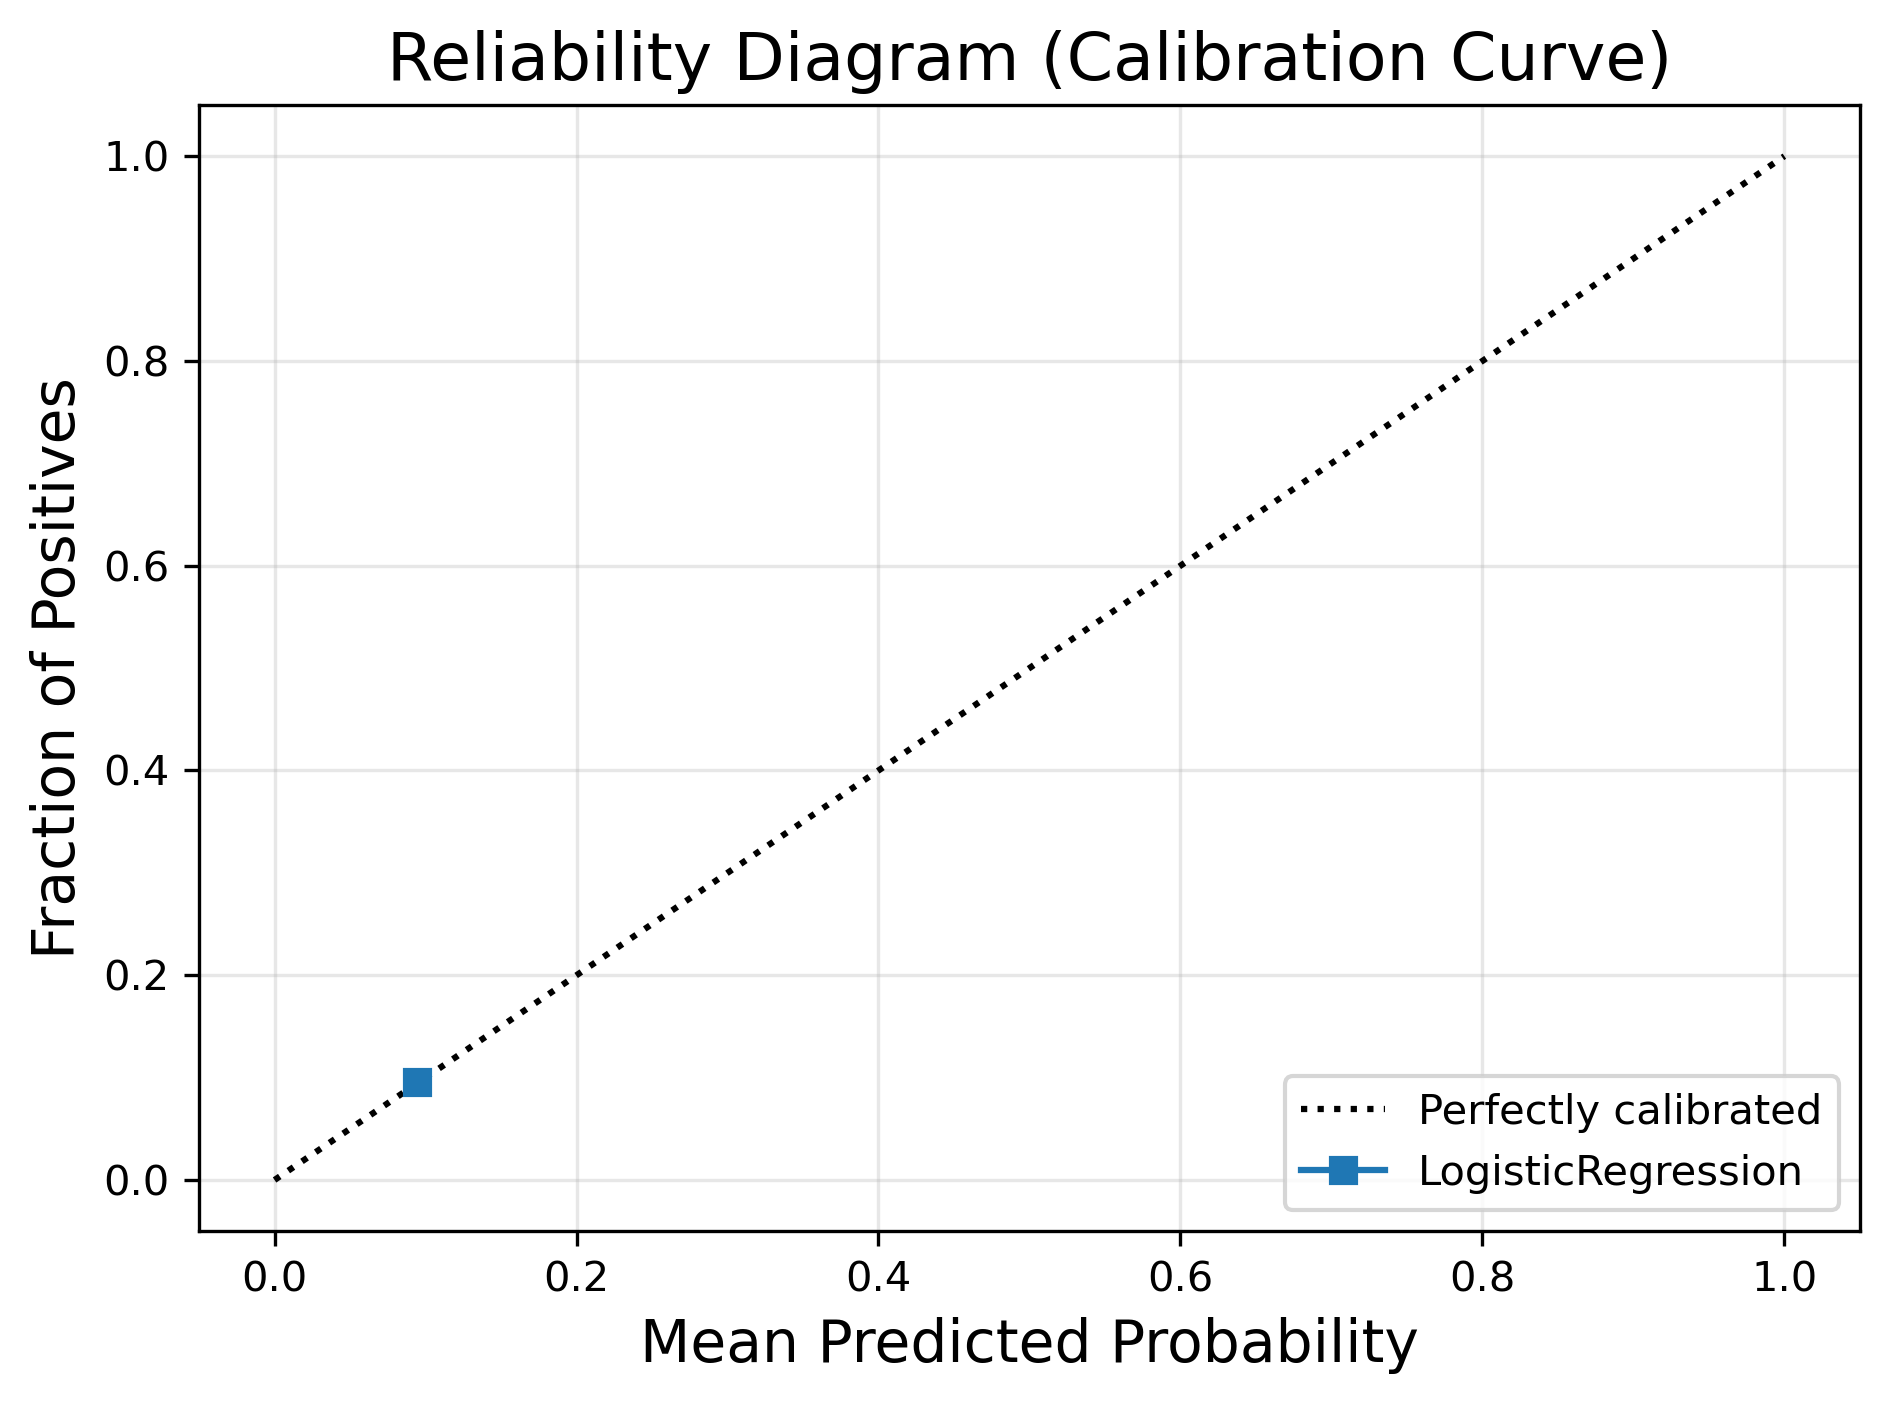 Reliability Diagram (Calibration Curve)
1.0
0.8
0.6
0.4
0.2
0.0
Fraction of Positives
Perfectly calibrated
LogisticRegression
0.0 0.2 0.4 0.6 0.8 1.0
Mean Predicted Probability